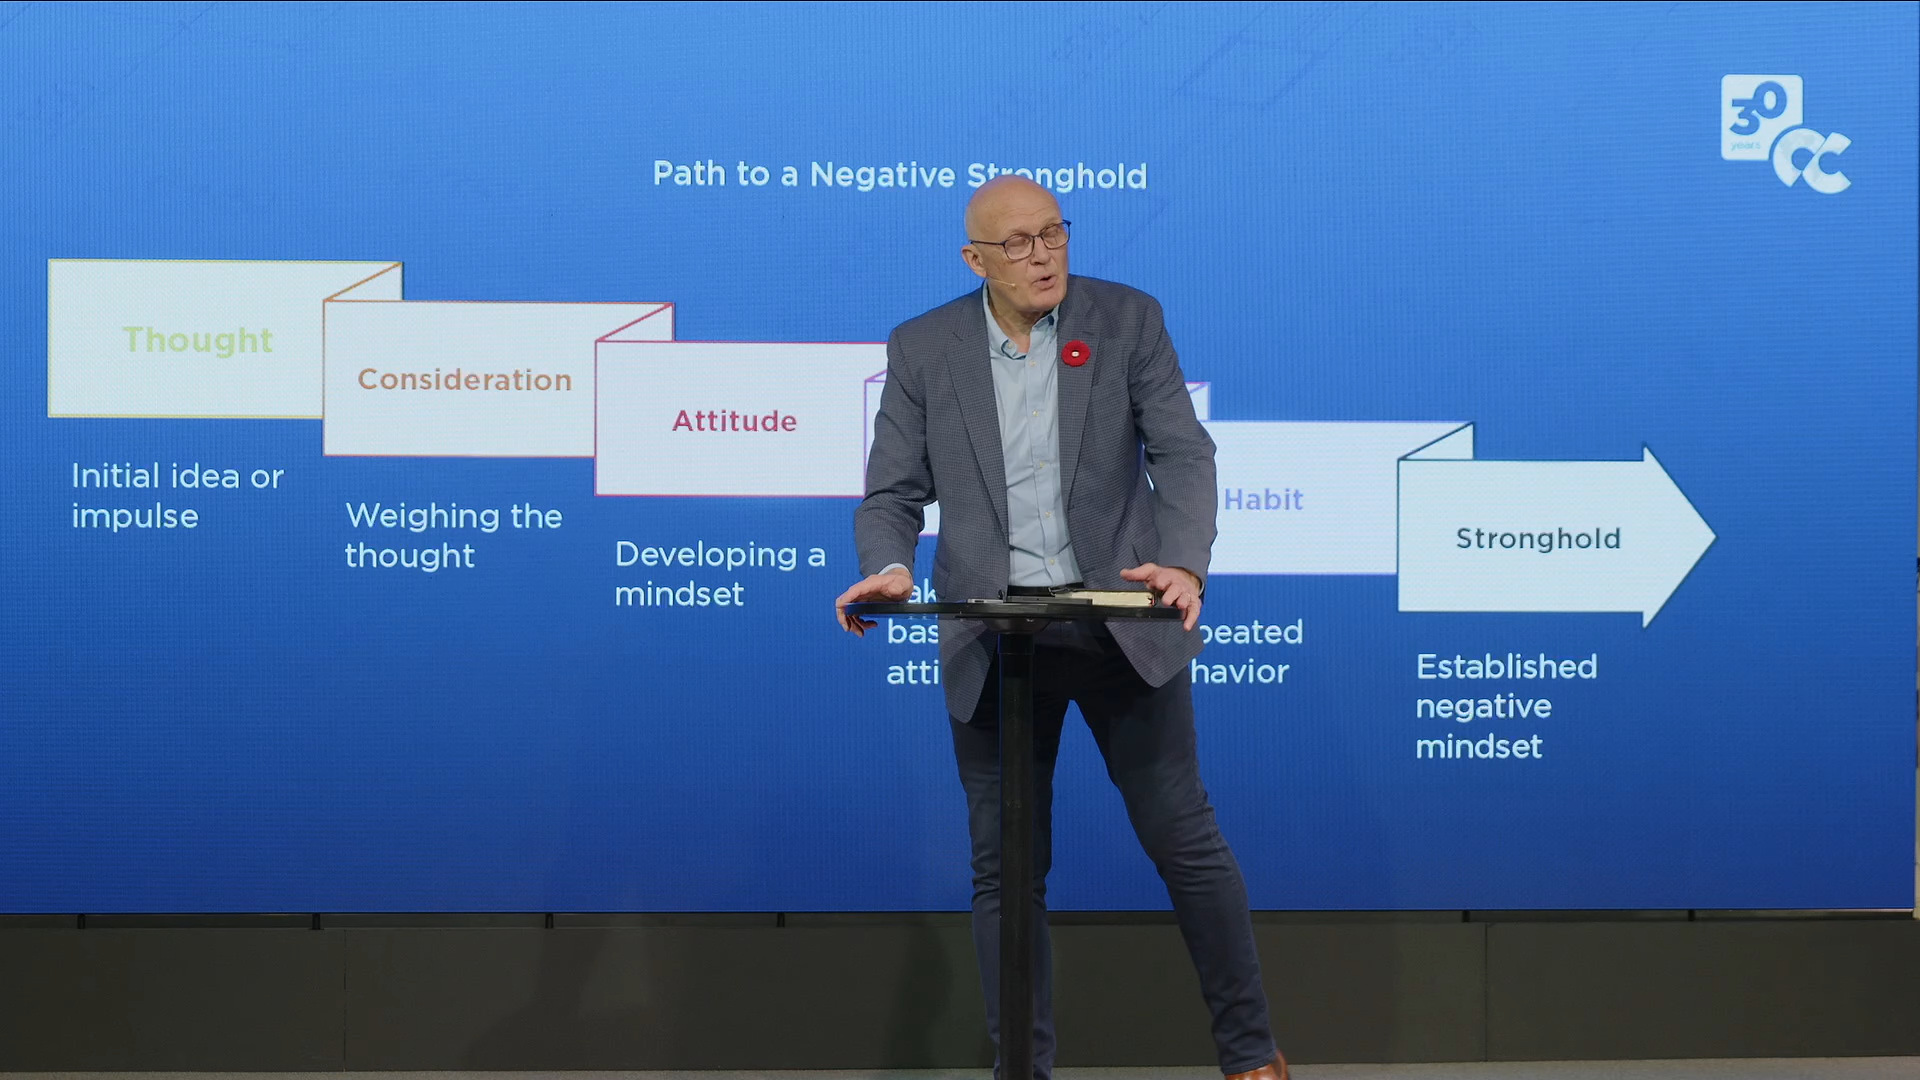 30
years
CC
Path to a Negative Stronghold
Thought
Initial idea or
impulse
Consideration
Weighing the
thought
Attitude
Developing a
mindset
Habit
Stronghold
Established
negative
mindset